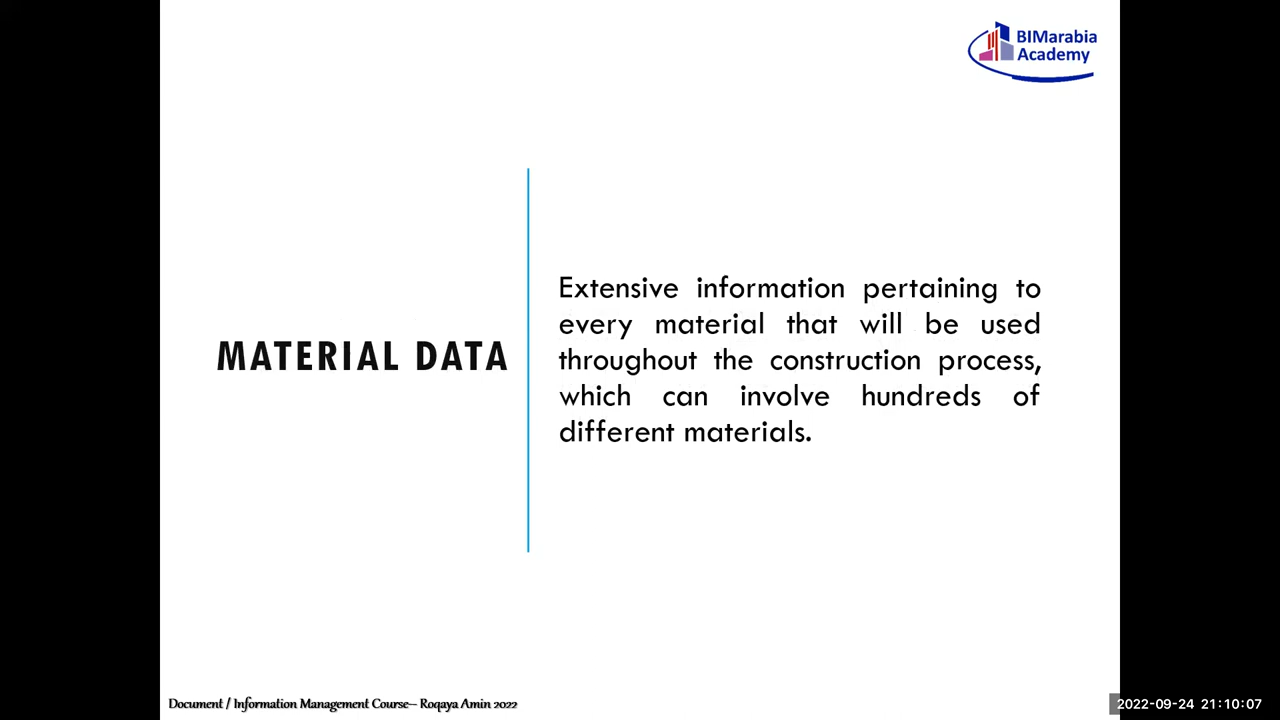 BIMarabia
Academy
MATERIAL DATA
Extensive information pertaining to
every material that will be used
throughout the construction process,
which can involve hundreds of
different materials.
Document / Information Management Course– Roqaya Amin 2022
2022-09-24 21:10:07